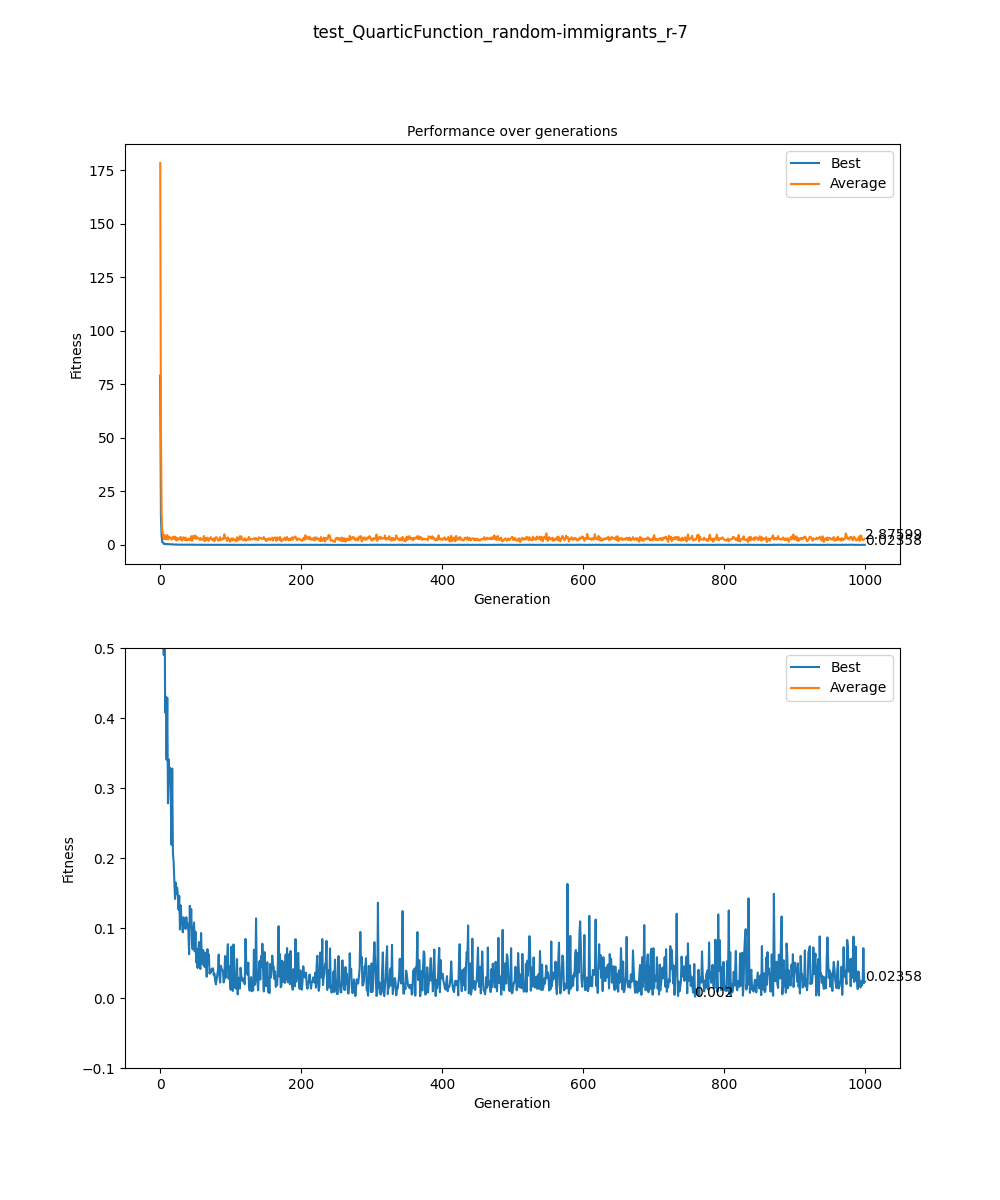 test_QuarticFunction_random-immigrants_r-7
Performance over generations
Best
Average
175
150
125
100
75
50
25
0
Fitness
2.87599
0.02358
0 200 400 600 800 1000
Generation
Best
Average
0.5
0.4
0.3
0.2
0.1
0.0
−0.1
Fitness
0.02358
0.002
0 200 400 600 800 1000
Generation